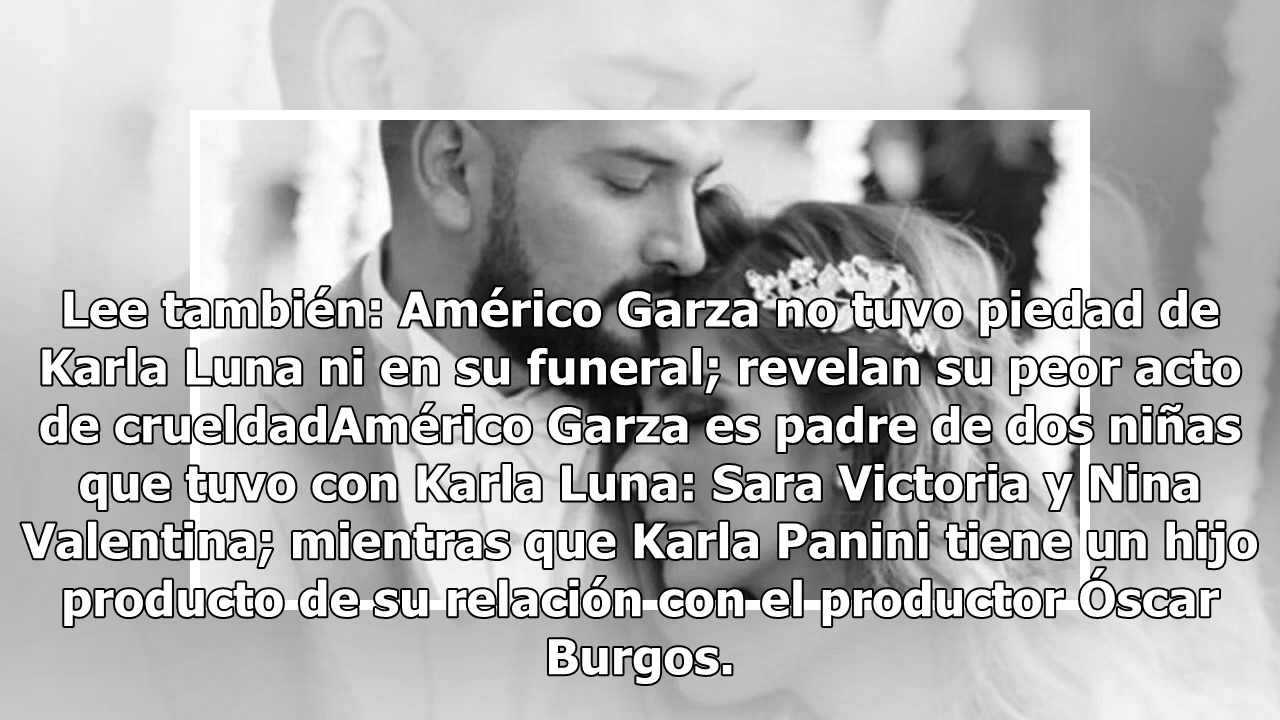 Lee también: Américo Garza no tuvo piedad de
Karla Luna ni en su funeral; revelan su peor acto
de crueldadAmérico Garza es padre de dos niñas
que tuvo con Karla Luna: Sara Victoria y Nina
Valentina; mientras que Karla Panini tiene un hijo
producto de su relación con el productor Óscar
Burgos.